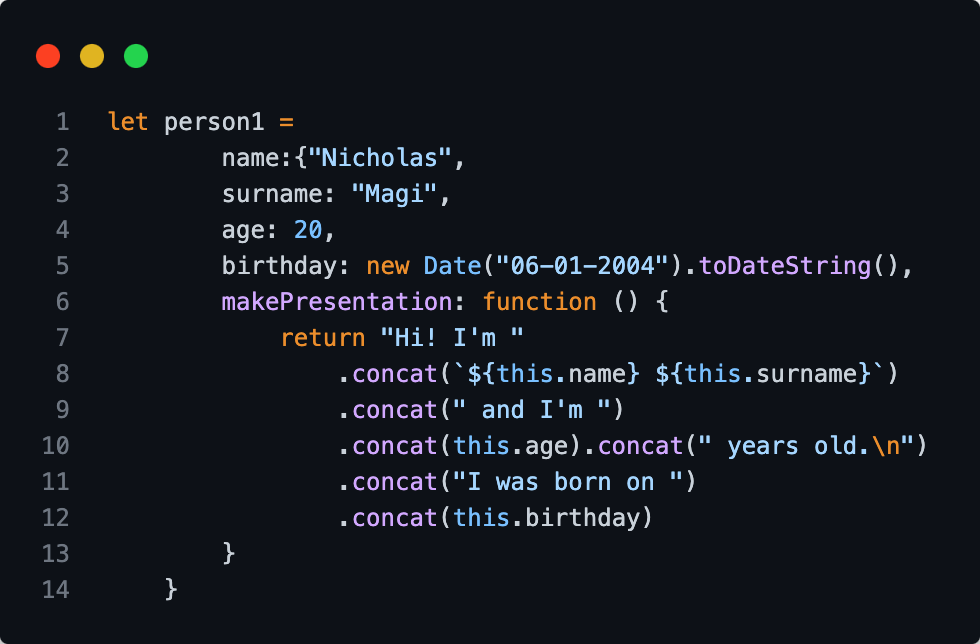 1 let person1 =
2 name:{"Nicholas",
3 surname: "Magi",
4 age: 20,
5 birthday: new Date("06-01-2004").toDateString(),
6 makePresentation: function () {
7 return "Hi! I'm "
8 .concat(`${this.name} ${this.surname}`)
9 .concat(" and I'm ")
10 .concat(this.age).concat(" years old.\n")
11 .concat("I was born on ")
12 .concat(this.birthday)
13 }
14 }